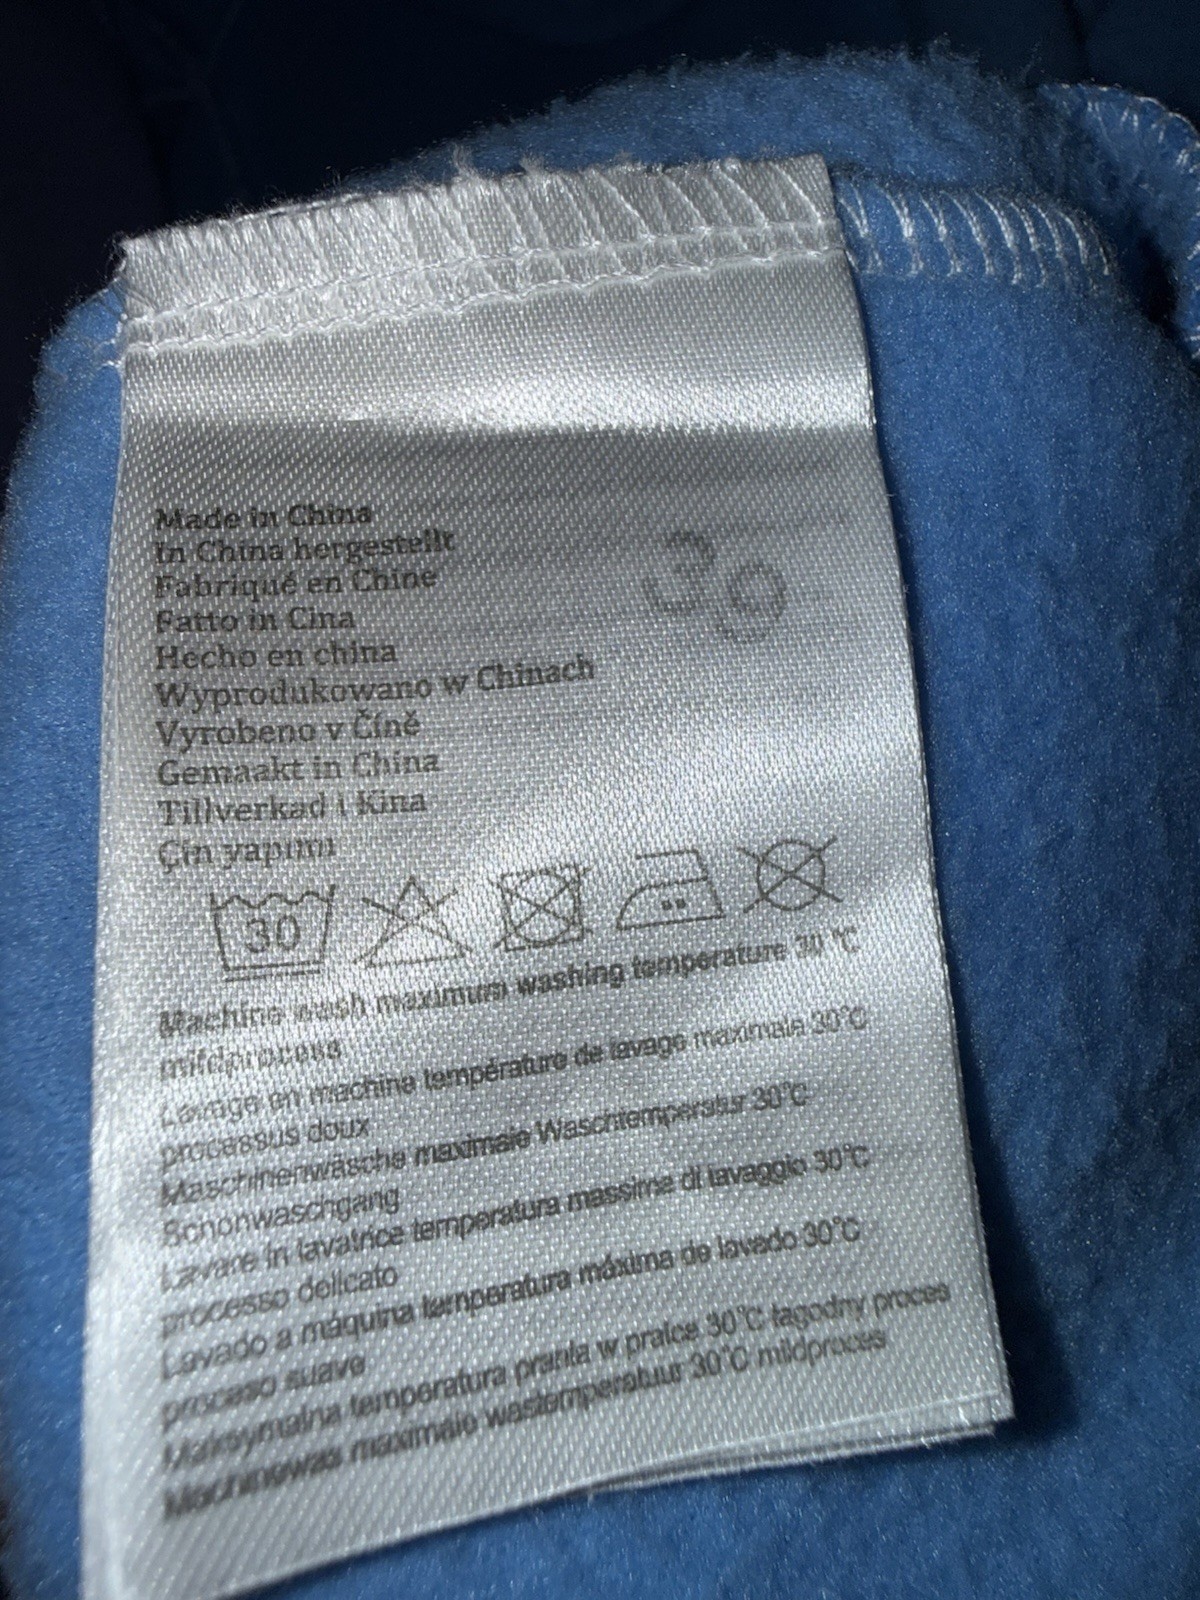 Made in China
In China hergestellt
Fabriqué en Chine
Fatto in Cina
Hecho en china
Wyprodukowano w Chinach
Vyrobeno v Číně
Gemaakt in China
Tillverkad i Kina
Çin yapımı
30
Machine wash maximum washing temperature 30 °C
mildprocess
Lavage en machine température de lavage maximale 30°C
processus doux
Maschinenwäsche maximale Waschtemperatur 30°C
Schonwaschgang
Lavare in lavatrice temperatura massima di lavaggio 30°C
processo delicato
Lavado a máquina temperatura máxima de lavado 30°C
proceso suave
Maksymalna temperatura prania w pralce 30°C łagodny proces
Machinewas maximale wastemperatuur 30°C mildproces